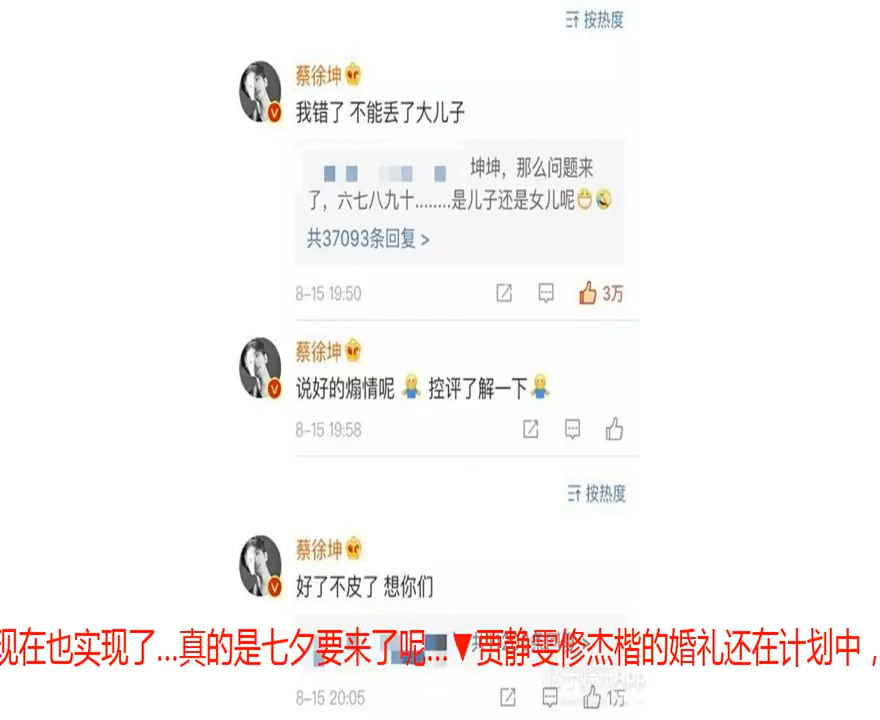 按热度
蔡徐坤
我错了 不能丢了大儿子
坤坤，那么问题来
了，六七八九十........是儿子还是女儿呢
共37093条回复 >
8-15 19:50
3万
蔡徐坤
说好的煽情呢 控评了解一下
8-15 19:58
按热度
蔡徐坤
好了不皮了 想你们
现在也实现了...真的是七夕要来了呢...▼贾静雯修杰楷的婚礼还在计划中，
8-15 20:05
1万